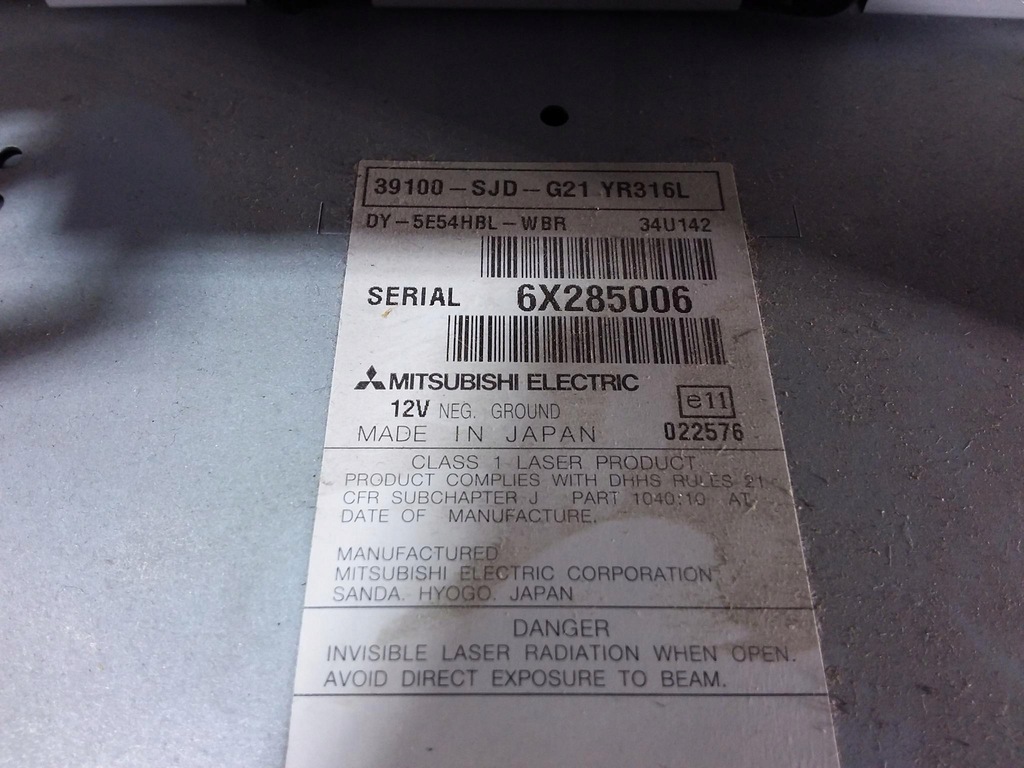 39100-SJD-G21 YR316L
DY-5E54HBL-WBR 34U142
SERIAL 6X285006
MITSUBISHI ELECTRIC
12V NEG. GROUND e11
MADE IN JAPAN 022576
CLASS 1 LASER PRODUCT
PRODUCT COMPLIES WITH DHHS RULES 21
CFR SUBCHAPTER J PART 1040.10 AT
DATE OF MANUFACTURE.
MANUFACTURED
MITSUBISHI ELECTRIC CORPORATION
SANDA. HYOGO. JAPAN
DANGER
INVISIBLE LASER RADIATION WHEN OPEN.
AVOID DIRECT EXPOSURE TO BEAM.